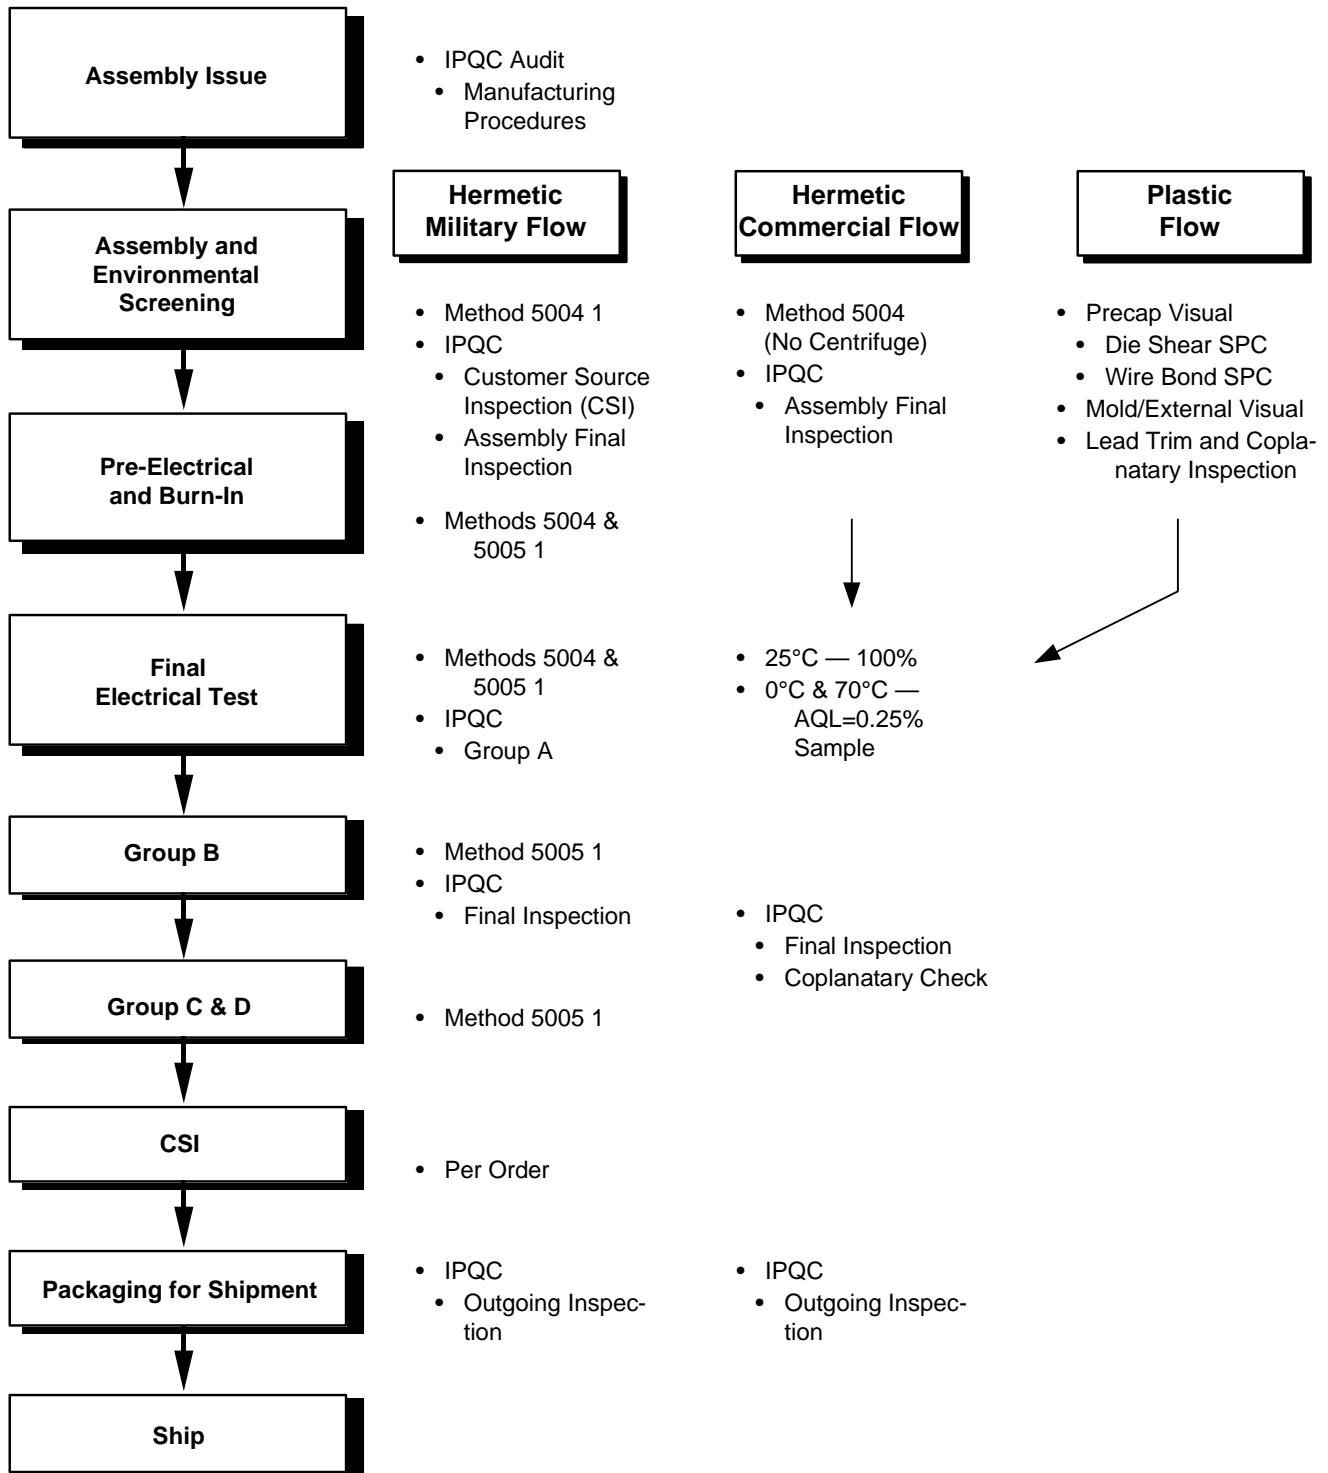 Assembly Issue
• IPQC Audit
• Manufacturing
Procedures
Hermetic
Military Flow
Hermetic
Commercial Flow
Plastic
Flow
Assembly and
Environmental
Screening
• Method 5004 1
• IPQC
• Customer Source
Inspection (CSI)
• Assembly Final
Inspection
• Method 5004
(No Centrifuge)
• IPQC
• Assembly Final
Inspection
• Precap Visual
• Die Shear SPC
• Wire Bond SPC
• Mold/External Visual
• Lead Trim and Copla-
natary Inspection
Pre-Electrical
and Burn-In
• Methods 5004 &
5005 1
Final
Electrical Test
• Methods 5004 &
5005 1
• IPQC
• Group A
• 25°C — 100%
• 0°C & 70°C —
AQL=0.25%
Sample
Group B
• Method 5005 1
• IPQC
• Final Inspection
• IPQC
• Final Inspection
• Coplanatary Check
Group C & D
• Method 5005 1
CSI
• Per Order
Packaging for Shipment
• IPQC
• Outgoing Inspec-
tion
• IPQC
• Outgoing Inspec-
tion
Ship